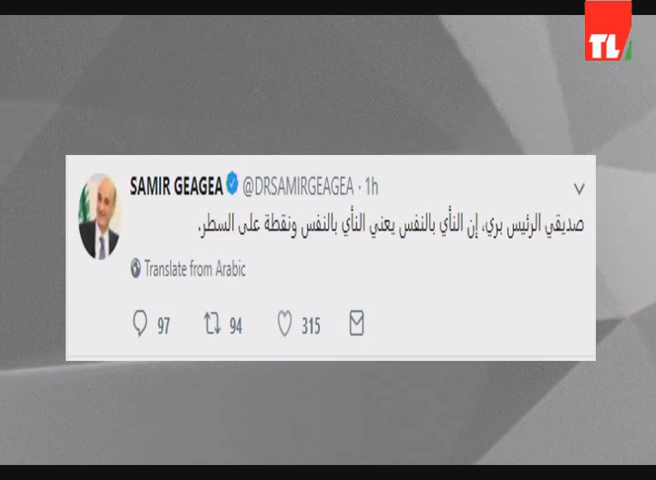 TL
SAMIR GEAGEA @DRSAMIRGEAGEA · 1h
صديقي الرئيس بري، إن النأي بالنفس يعني النأي بالنفس ونقطة على السطر.
Translate from Arabic
97 94 315